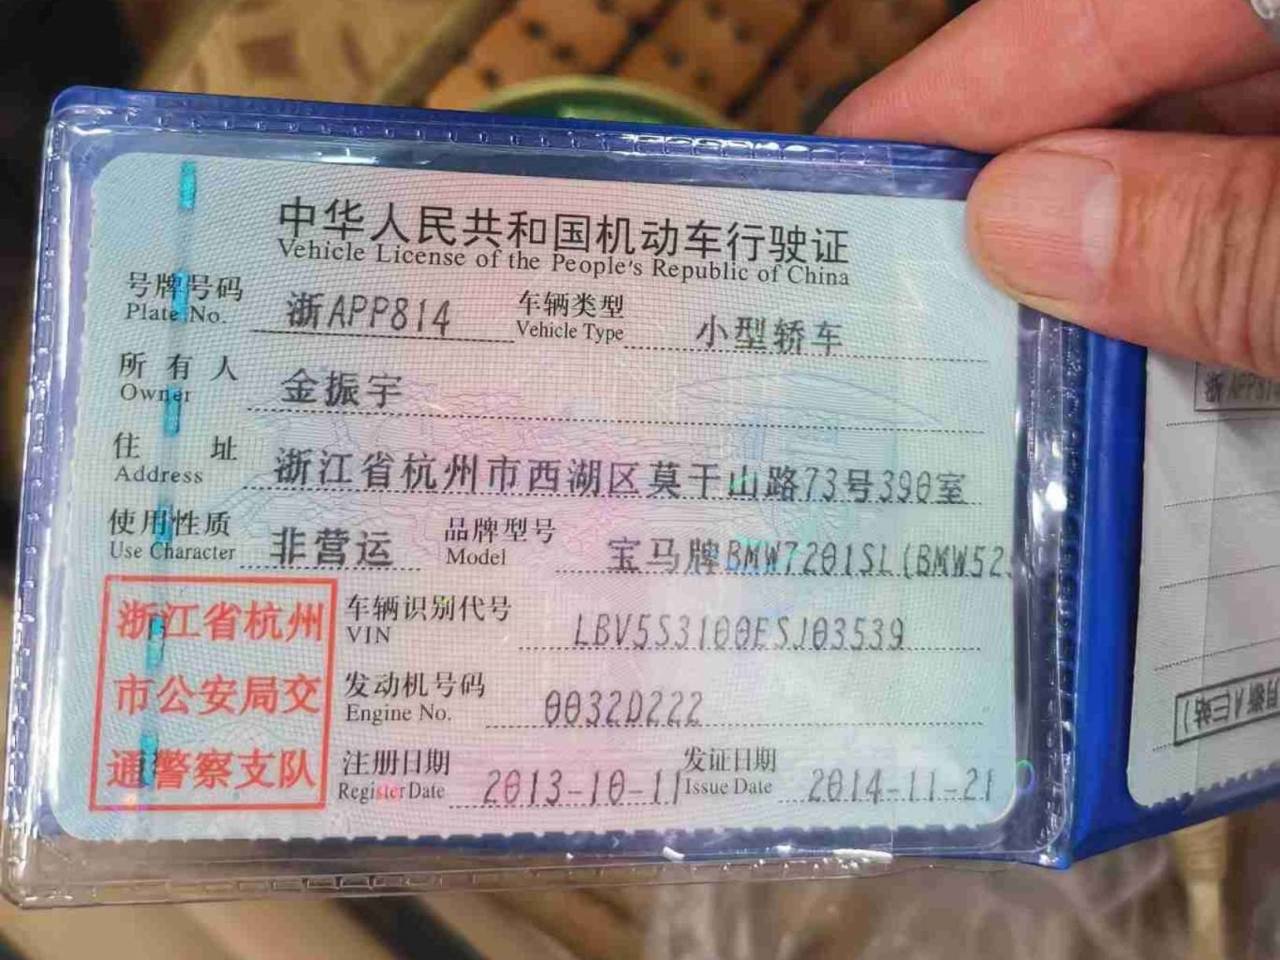 中华人民共和国机动车行驶证
Vehicle License of the People's Republic of China
号牌号码 浙APP814 车辆类型 小型轿车
Plate No. Vehicle Type
所有人 金振宇
Owner
住址 浙江省杭州市西湖区莫干山路73号390室
Address
使用性质 非营运 品牌型号 宝马牌BMW7201SL(BMW52
Use Character Model
浙江省杭州
市公安局交
通警察支队
车辆识别代号 LBV5S3100ESJ03539
VIN
发动机号码 0032D222
Engine No.
注册日期 2013-10-11 发证日期 2014-11-21
Register Date Issue Date
浙APP81